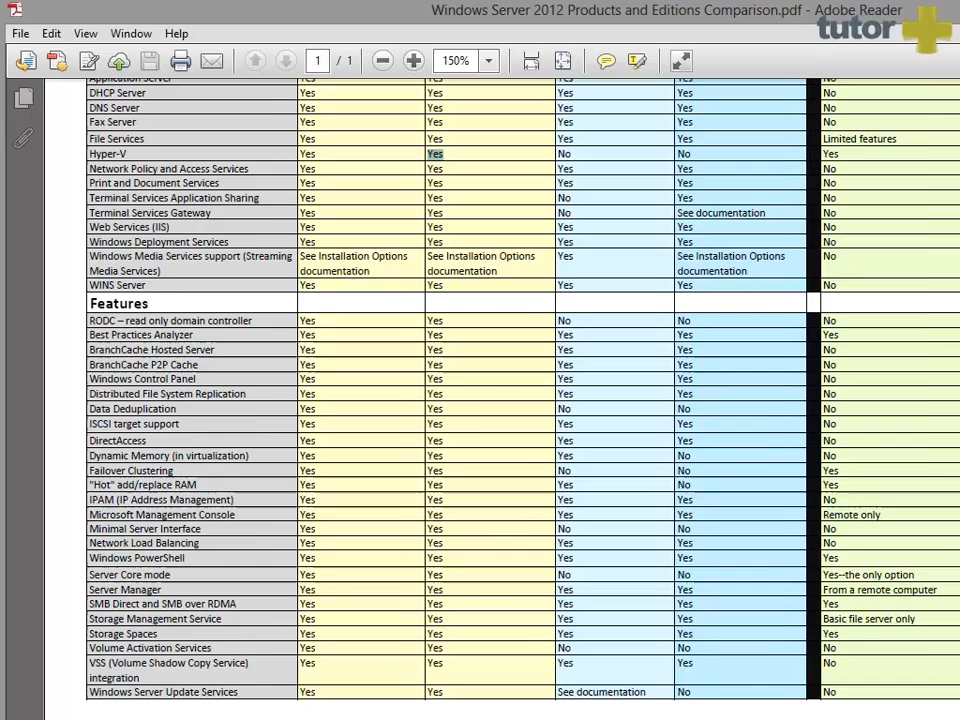 Windows Server 2012 Products and Editions Comparison.pdf - Adobe Reader
tutor+
File Edit View Window Help
1 / 1 150%
Application Server Yes Yes Yes Yes No
DHCP Server Yes Yes Yes Yes No
DNS Server Yes Yes Yes Yes No
Fax Server Yes Yes Yes Yes No
File Services Yes Yes Yes Yes Limited features
Hyper-V Yes Yes No No Yes
Network Policy and Access Services Yes Yes Yes Yes No
Print and Document Services Yes Yes Yes Yes No
Terminal Services Application Sharing Yes Yes No Yes No
Terminal Services Gateway Yes Yes No See documentation No
Web Services (IIS) Yes Yes Yes Yes No
Windows Deployment Services Yes Yes Yes Yes No
Windows Media Services support (Streaming See Installation Options See Installation Options Yes See Installation Options No
Media Services) documentation documentation documentation
WINS Server Yes Yes Yes Yes No
Features
RODC – read only domain controller Yes Yes No No No
Best Practices Analyzer Yes Yes Yes Yes Yes
BranchCache Hosted Server Yes Yes Yes Yes No
BranchCache P2P Cache Yes Yes Yes Yes No
Windows Control Panel Yes Yes Yes Yes No
Distributed File System Replication Yes Yes Yes Yes No
Data Deduplication Yes Yes No No No
ISCSI target support Yes Yes Yes Yes No
DirectAccess Yes Yes Yes Yes No
Dynamic Memory (in virtualization) Yes Yes Yes Yes No
Failover Clustering Yes Yes No No Yes
"Hot" add/replace RAM Yes Yes Yes No Yes
IPAM (IP Address Management) Yes Yes Yes Yes No
Microsoft Management Console Yes Yes Yes Yes Remote only
Minimal Server Interface Yes Yes No No No
Network Load Balancing Yes Yes Yes Yes No
Windows PowerShell Yes Yes Yes Yes Yes
Server Core mode Yes Yes No No Yes--the only option
Server Manager Yes Yes Yes Yes From a remote computer
SMB Direct and SMB over RDMA Yes Yes Yes Yes Yes
Storage Management Service Yes Yes Yes Yes Basic file server only
Storage Spaces Yes Yes Yes Yes Yes
Volume Activation Services Yes Yes No No No
VSS (Volume Shadow Copy Service) Yes Yes Yes Yes No
integration
Windows Server Update Services Yes Yes See documentation No No